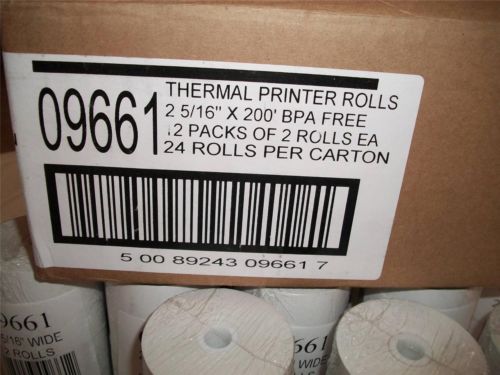 09661
THERMAL PRINTER ROLLS
2 5/16" X 200' BPA FREE
12 PACKS OF 2 ROLLS EA
24 ROLLS PER CARTON
5 00 89243 09661 7
9661
5/16" WIDE
2 ROLLS
661
WIDE